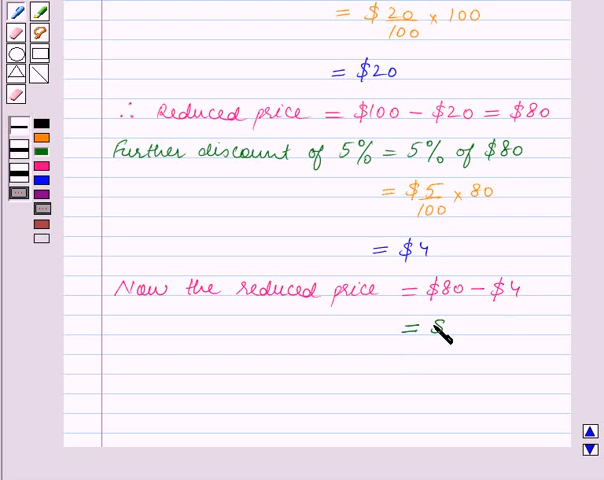 = $ 20/100 × 100
= $20
∴ Reduced price = $100 - $20 = $80
Further discount of 5% = 5% of $80
= $ 5/100 × 80
= $4
Now the reduced price = $80 - $4
= $